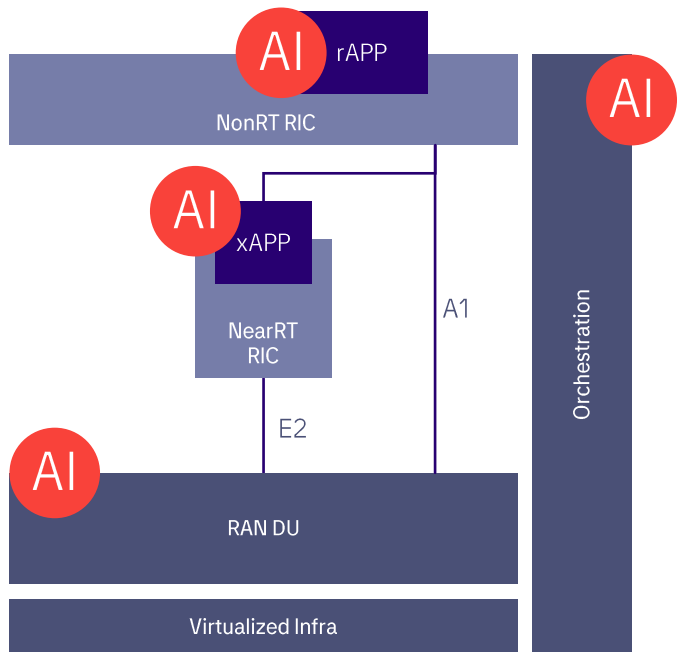 AI
rAPP
AI
NonRT RIC
AI
xAPP
NearRT
RIC
A1
Orchestration
E2
AI
RAN DU
Virtualized Infra